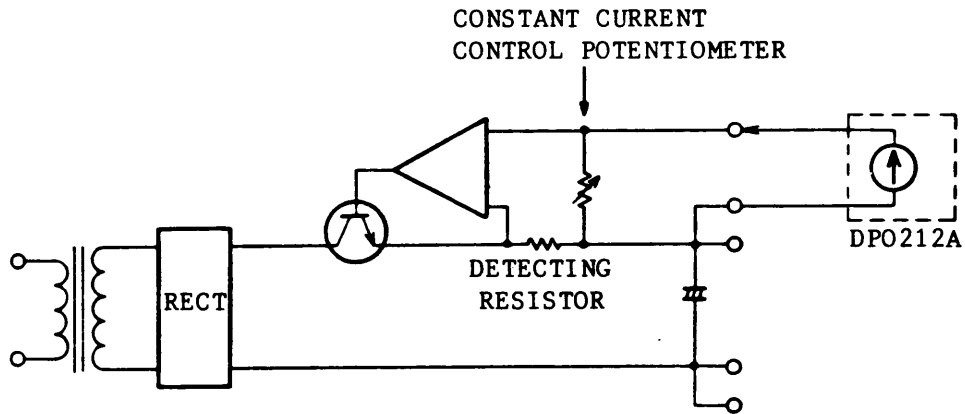 CONSTANT CURRENT
CONTROL POTENTIOMETER
DPO212A
DETECTING
RESISTOR
RECT